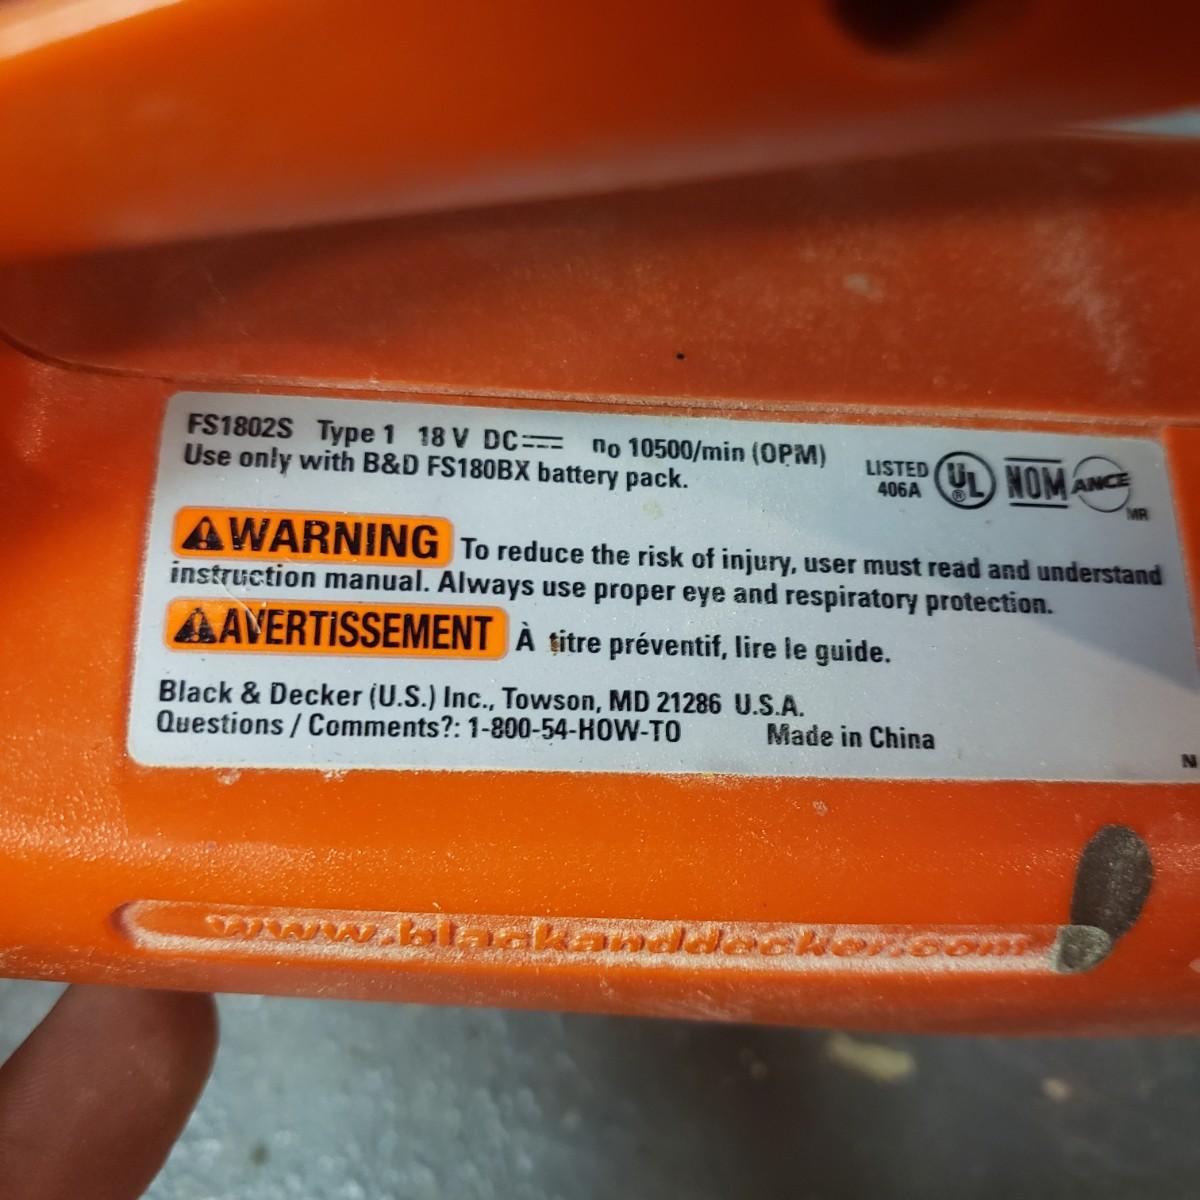 FS1802S Type 1 18 V DC⎓ n₀ 10500/min (OPM)
Use only with B&D FS180BX battery pack.
LISTED
406A
UL
®
NOM
ANCE
MR
⚠WARNING To reduce the risk of injury, user must read and understand
instruction manual. Always use proper eye and respiratory protection.
⚠AVERTISSEMENT À titre préventif, lire le guide.
Black & Decker (U.S.) Inc., Towson, MD 21286 U.S.A.
Questions / Comments?: 1-800-54-HOW-TO Made in China
www.blackanddecker.com